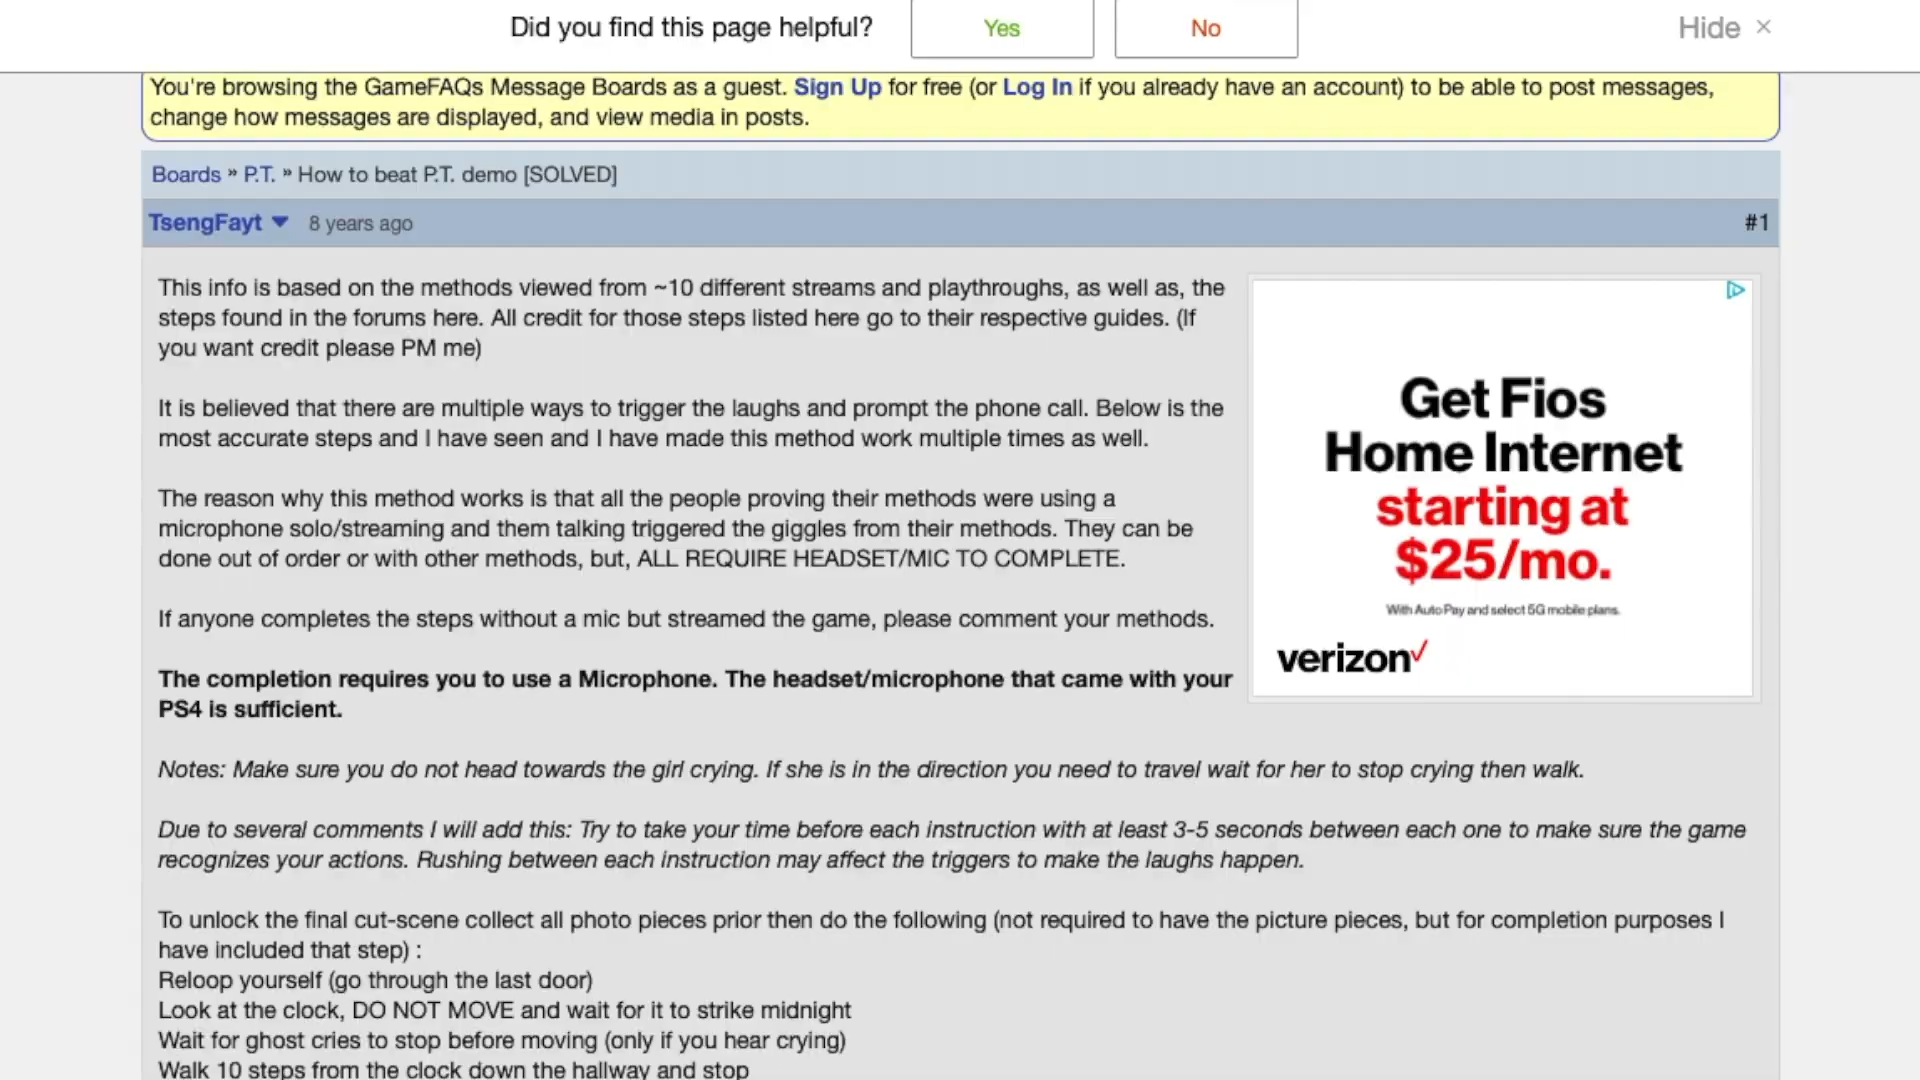 Did you find this page helpful? Yes No Hide ×
You're browsing the GameFAQs Message Boards as a guest. Sign Up for free (or Log In if you already have an account) to be able to post messages,
change how messages are displayed, and view media in posts.
Boards » P.T. » How to beat P.T. demo [SOLVED]
TsengFayt 8 years ago #1
This info is based on the methods viewed from ~10 different streams and playthroughs, as well as, the
steps found in the forums here. All credit for those steps listed here go to their respective guides. (If
you want credit please PM me)
It is believed that there are multiple ways to trigger the laughs and prompt the phone call. Below is the
most accurate steps and I have seen and I have made this method work multiple times as well.
The reason why this method works is that all the people proving their methods were using a
microphone solo/streaming and them talking triggered the giggles from their methods. They can be
done out of order or with other methods, but, ALL REQUIRE HEADSET/MIC TO COMPLETE.
If anyone completes the steps without a mic but streamed the game, please comment your methods.
The completion requires you to use a Microphone. The headset/microphone that came with your
PS4 is sufficient.
Get Fios
Home Internet
starting at
$25/mo.
With Auto Pay and select 5G mobile plans.
verizon
Notes: Make sure you do not head towards the girl crying. If she is in the direction you need to travel wait for her to stop crying then walk.
Due to several comments I will add this: Try to take your time before each instruction with at least 3-5 seconds between each one to make sure the game
recognizes your actions. Rushing between each instruction may affect the triggers to make the laughs happen.
To unlock the final cut-scene collect all photo pieces prior then do the following (not required to have the picture pieces, but for completion purposes I
have included that step) :
Reloop yourself (go through the last door)
Look at the clock, DO NOT MOVE and wait for it to strike midnight
Wait for ghost cries to stop before moving (only if you hear crying)
Walk 10 steps from the clock down the hallway and stop